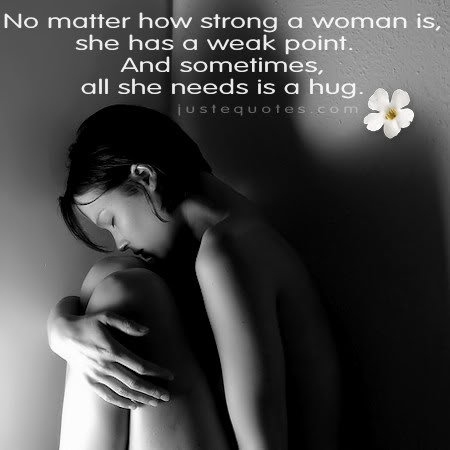 No matter how strong a woman is,
she has a weak point.
And sometimes,
all she needs is a hug.
justequotes.com